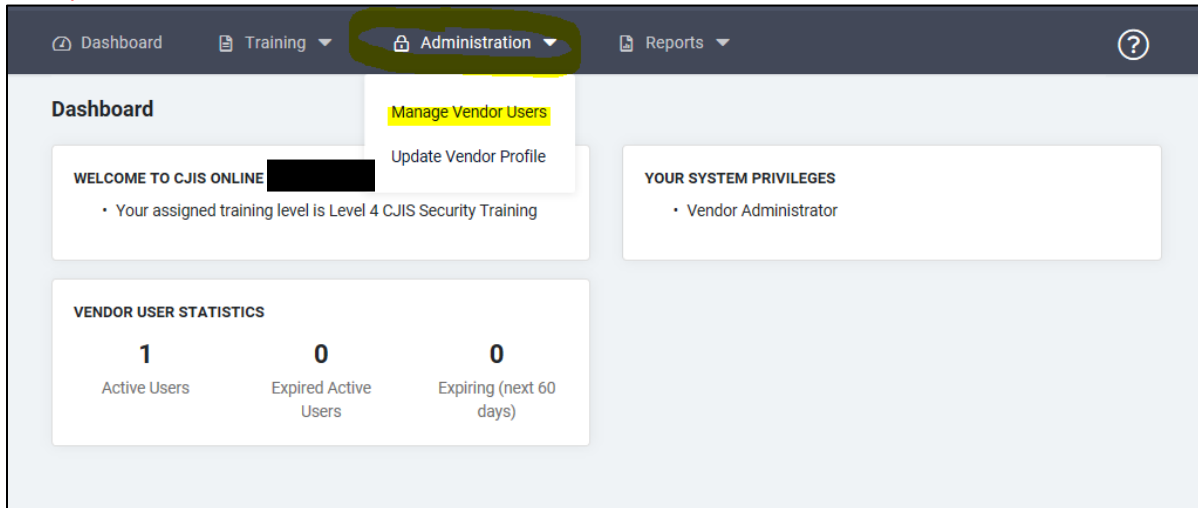 Dashboard Training Administration Reports ?
Dashboard
Manage Vendor Users
Update Vendor Profile
WELCOME TO CJIS ONLINE
• Your assigned training level is Level 4 CJIS Security Training
YOUR SYSTEM PRIVILEGES
• Vendor Administrator
VENDOR USER STATISTICS
1
Active Users
0
Expired Active
Users
0
Expiring (next 60
days)